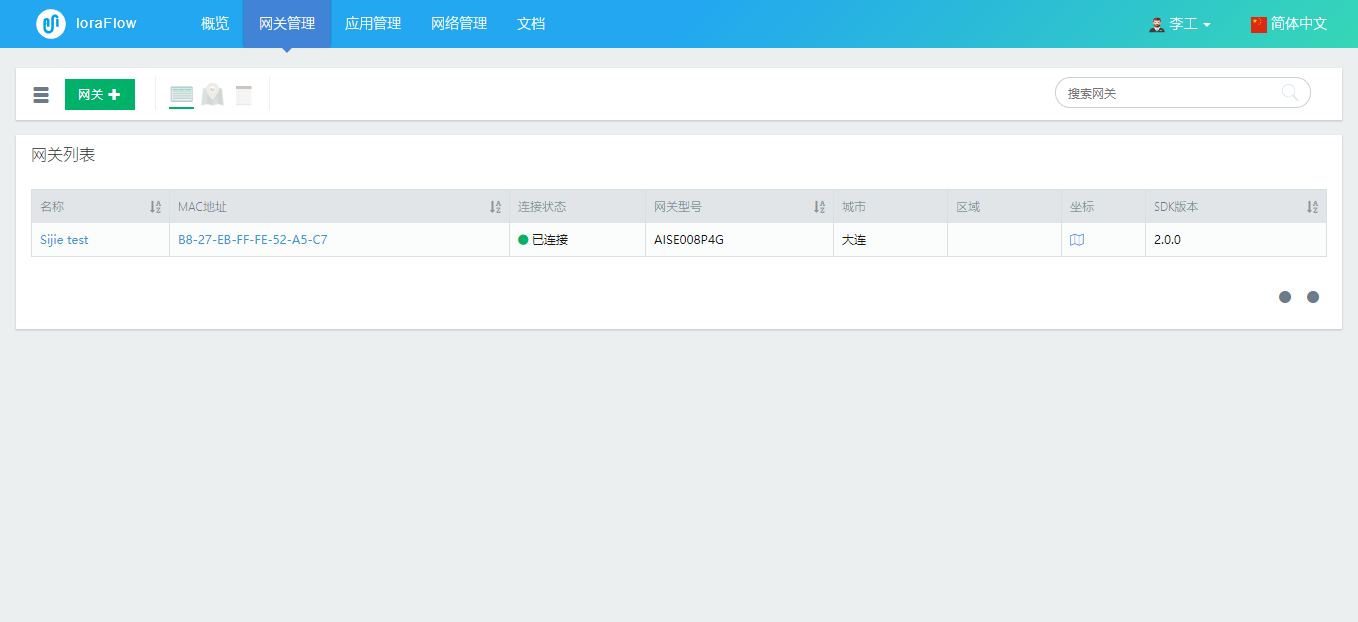 loraFlow 概览 网关管理 应用管理 网络管理 文档 李工 简体中文
网关 搜索网关
网关列表
名称 MAC地址 连接状态 网关型号 城市 区域 坐标 SDK版本
Sijie test B8-27-EB-FF-FE-52-A5-C7 已连接 AISE008P4G 大连 2.0.0